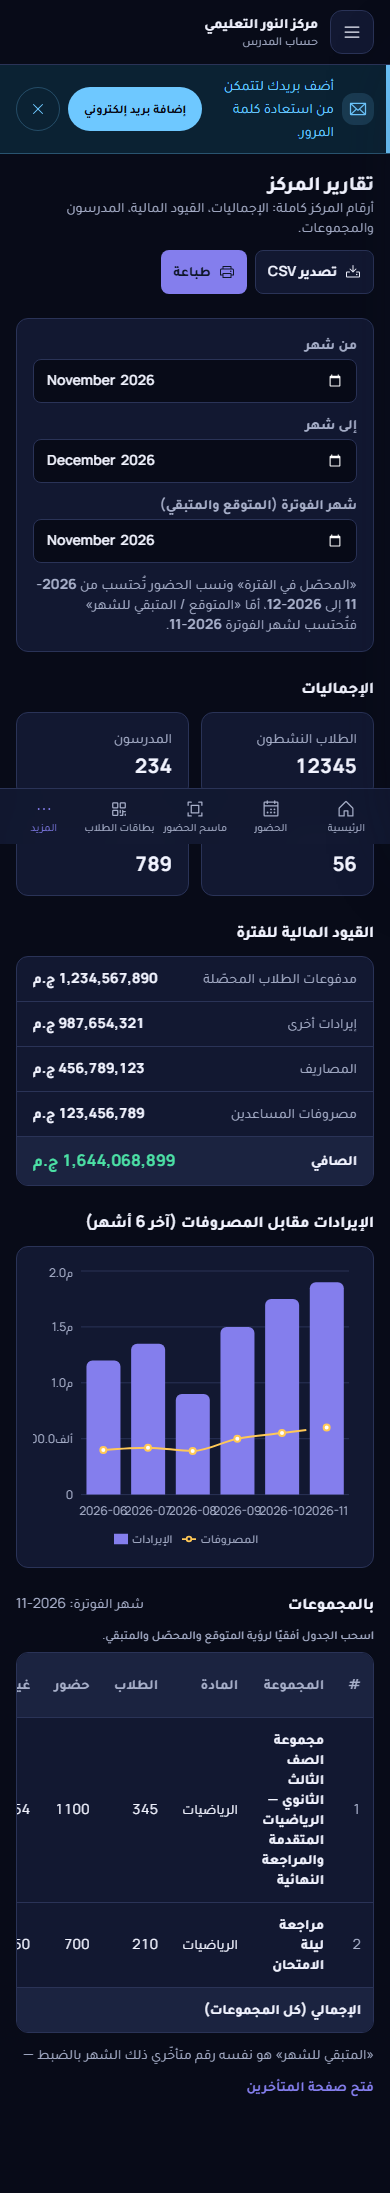 مركز النور التعليمي
حساب المدرس
أضف بريدك لتتمكن
من استعادة كلمة
المرور.
إضافة بريد إلكتروني
تقارير المركز
أرقام المركز كاملة: الإجماليات، القيود المالية، المدرسون
والمجموعات.
تصدير CSV
طباعة
من شهر
November 2026
إلى شهر
December 2026
شهر الفوترة (المتوقع والمتبقي)
November 2026
«المحصّل في الفترة» ونسب الحضور تُحتسب من 2026-
11 إلى 2026-12، أمّا «المتوقع / المتبقي للشهر»
فتُحتسب لشهر الفوترة 2026-11.
الإجماليات
الطلاب النشطون
12345
المدرسون
234
الرئيسية
الحضور
ماسح الحضور
بطاقات الطلاب
المزيد
56
789
القيود المالية للفترة
مدفوعات الطلاب المحصّلة
1,234,567,890 ج.م
إيرادات أخرى
987,654,321 ج.م
المصاريف
456,789,123 ج.م
مصروفات المساعدين
123,456,789 ج.م
الصافي
1,644,068,899 ج.م
الإيرادات مقابل المصروفات (آخر 6 أشهر)
2.0م
1.5م
1.0م
00.0ألف
0
2026-06
2026-07
2026-08
2026-09
2026-10
2026-11
الإيرادات
المصروفات
بالمجموعات
شهر الفوترة: 2026-11
اسحب الجدول أفقيًا لرؤية المتوقع والمحصّل والمتبقي.
# المجموعة المادة الطلاب حضور غي
1 مجموعة
الصف
الثالث
الثانوي —
الرياضيات
المتقدمة
والمراجعة
النهائية
الرياضيات 345 1100 54
2 مراجعة
ليلة
الامتحان
الرياضيات 210 700 50
الإجمالي (كل المجموعات)
«المتبقي للشهر» هو نفسه رقم متأخّري ذلك الشهر بالضبط —
فتح صفحة المتأخرين